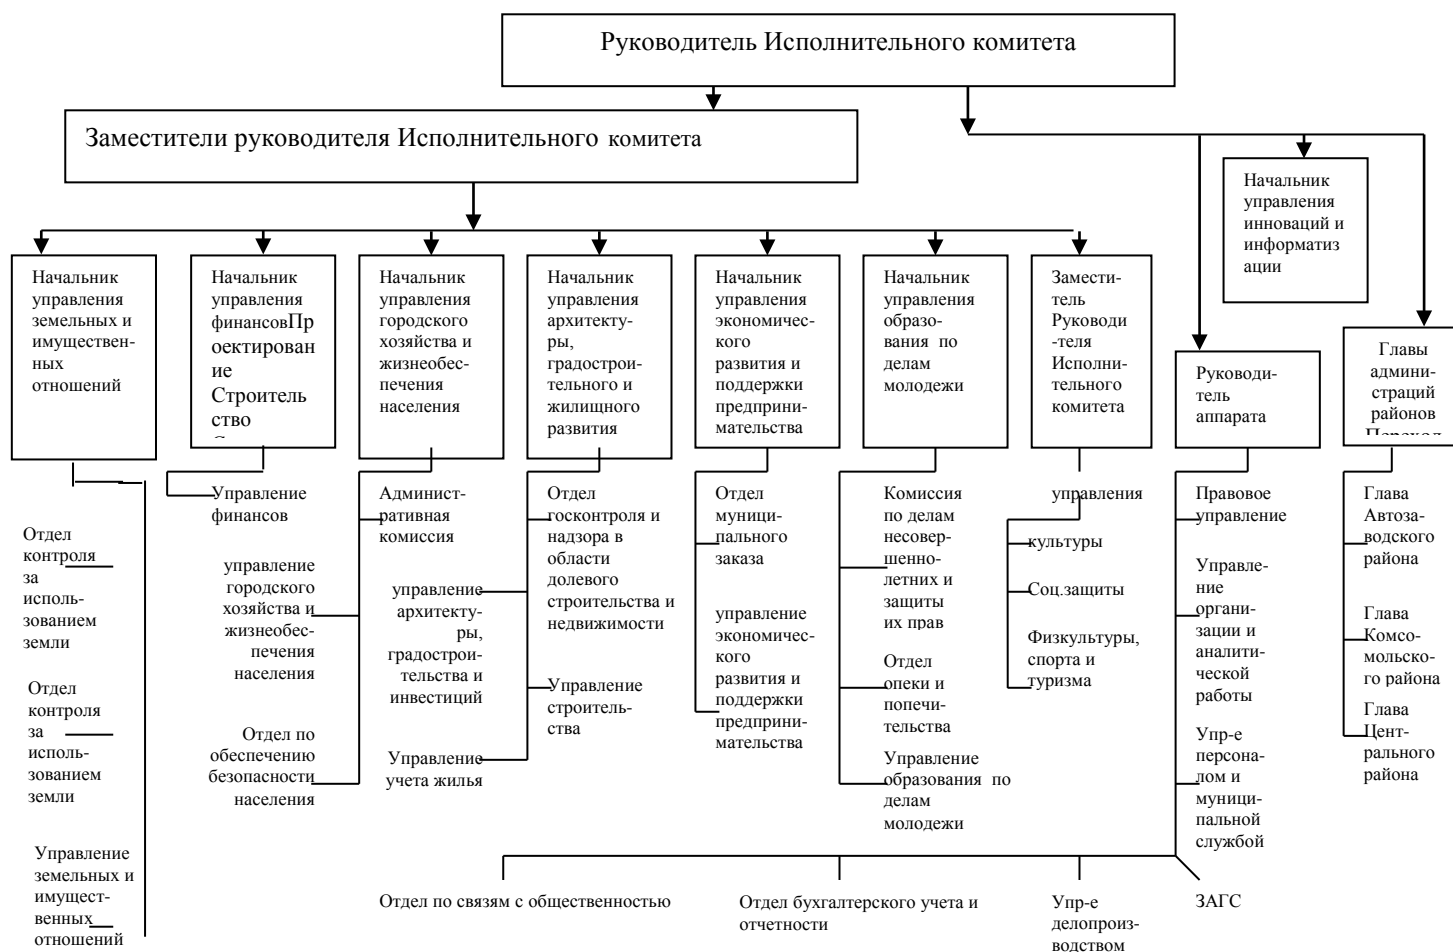 Руководитель Исполнительного комитета
Заместители руководителя Исполнительного комитета
Начальник
управления
инноваций и
информатиз
ации
Начальник
управления
земельных и
имуществен-
ных
отношений
Начальник
управления
финансовПр
оектирован
ие
Строитель
ство
Начальник
управления
городского
хозяйства и
жизнеобес-
печения
населения
Начальник
управления
архитекту-
ры,
градострои-
тельного и
жилищного
развития
Начальник
управления
экономичес-
кого
развития и
поддержки
предприни-
мательства
Начальник
управления
образо-
вания по
делам
молодежи
Замести-
тель
Руководи
-теля
Исполни-
тельного
комитета
Руководи-
тель
аппарата
Главы
админи-
страций
районов
Отдел
контроля
за
исполь-
зованием
земли
Отдел
контроля
за
исполь-
зованием
земли
Управление
земельных и
имущест-
венных
отношений
Управление
финансов
Админист-
ративная
комиссия
управление
городского
хозяйства и
жизнеобес-
печения
населения
Отдел по
обеспечению
безопасности
населения
Отдел
госконтроля и
надзора в
области
долевого
строительства и
недвижимости
управление
архитекту-
ры,
градострои-
тельства и
инвестиций
Управление
строитель-
ства
Управление
учета жилья
Отдел
муници-
пального
заказа
управление
экономичес-
кого
развития и
поддержки
предприни-
мательства
Комиссия
по делам
несовер-
шенно-
летних и
защиты
их прав
Отдел
опеки и
попечи-
тельства
Управление
образования по
делам
молодежи
управления
культуры
Соц.защиты
Физкультуры,
спорта и
туризма
Правовое
управление
Управле-
ние
органи-
зации и
аналити-
ческой
работы
Упр-е
персона-
лом и
муници-
пальной
службой
Глава
Автоза-
водского
района
Глава
Комсо-
мольско-
го района
Глава
Цент-
рального
района
Отдел по связям с общественностью
Отдел бухгалтерского учета и
отчетности
Упр-е
делопроиз-
водством
ЗАГС